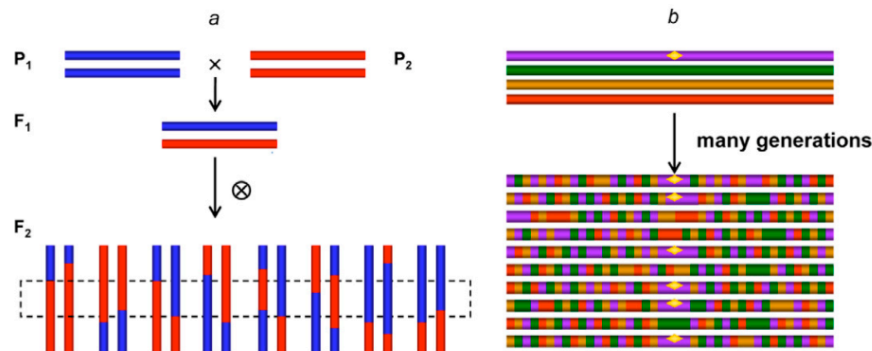 a
b
P1
×
P2
F1
many generations
⊗
F2